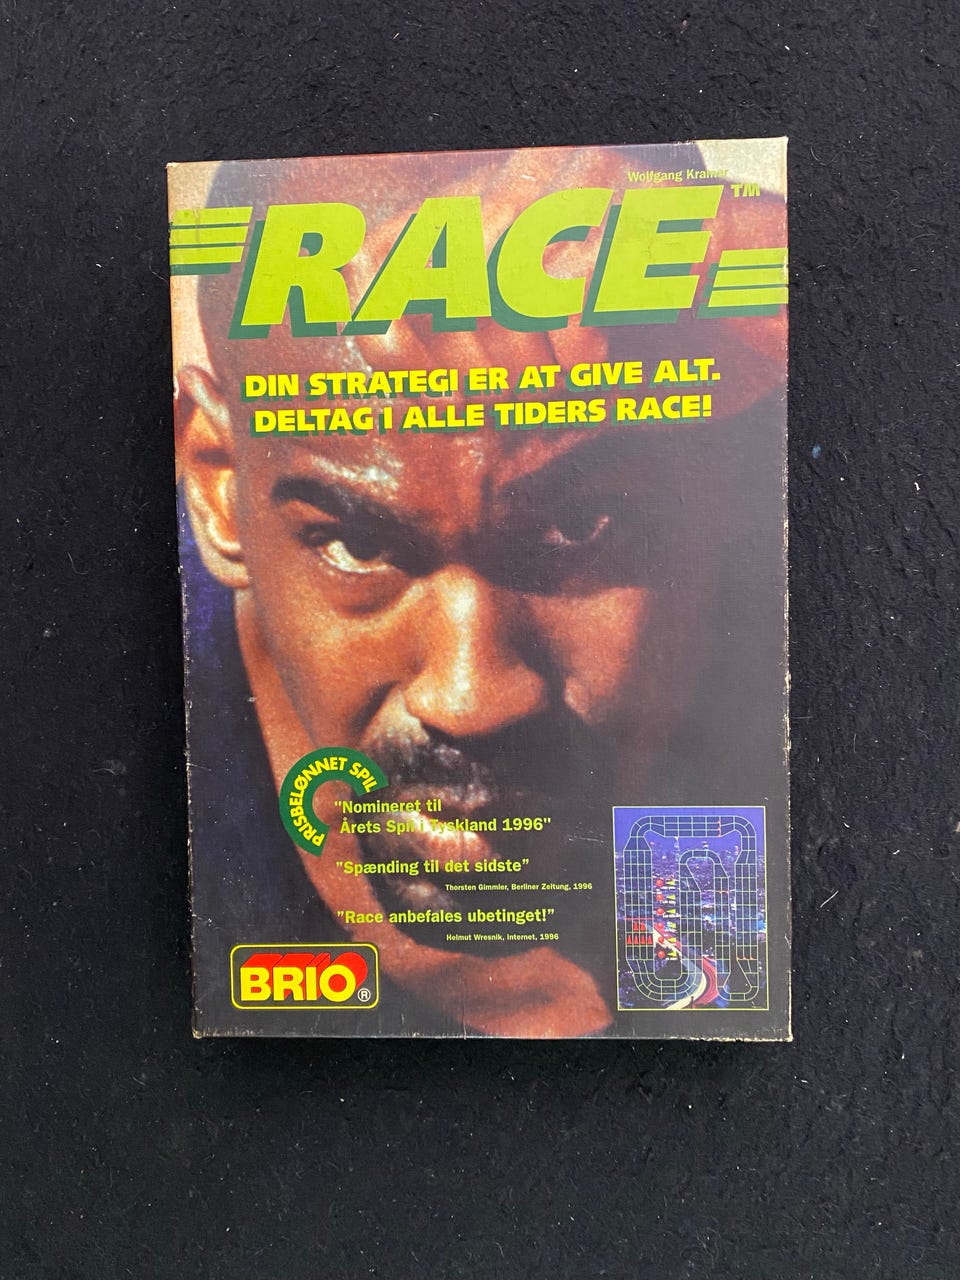 Wolfgang Kramer
RACE™
DIN STRATEGI ER AT GIVE ALT.
DELTAG I ALLE TIDERS RACE!
PRISBELØNNET SPIL
"Nomineret til
Årets Spil i Tyskland 1996"
"Spænding til det sidste"
Thorsten Gimmler, Berliner Zeitung, 1996
"Race anbefales ubetinget!"
Helmut Wresnik, Internet, 1996
BRIO®